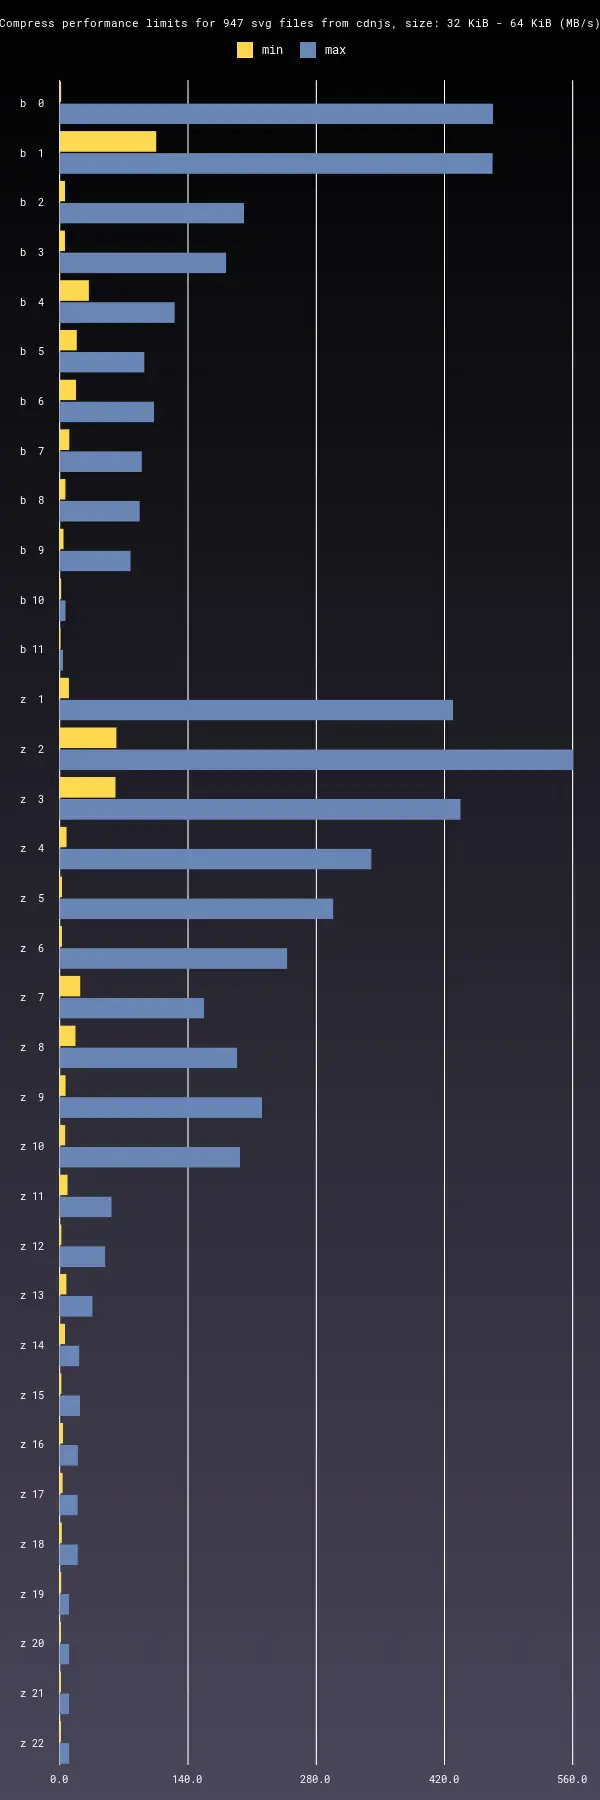 Compress performance limits for 947 svg files from cdnjs, size: 32 KiB - 64 KiB (MB/s)
min max
b 0
b 1
b 2
b 3
b 4
b 5
b 6
b 7
b 8
b 9
b 10
b 11
z 1
z 2
z 3
z 4
z 5
z 6
z 7
z 8
z 9
z 10
z 11
z 12
z 13
z 14
z 15
z 16
z 17
z 18
z 19
z 20
z 21
z 22
0.0 140.0 280.0 420.0 560.0